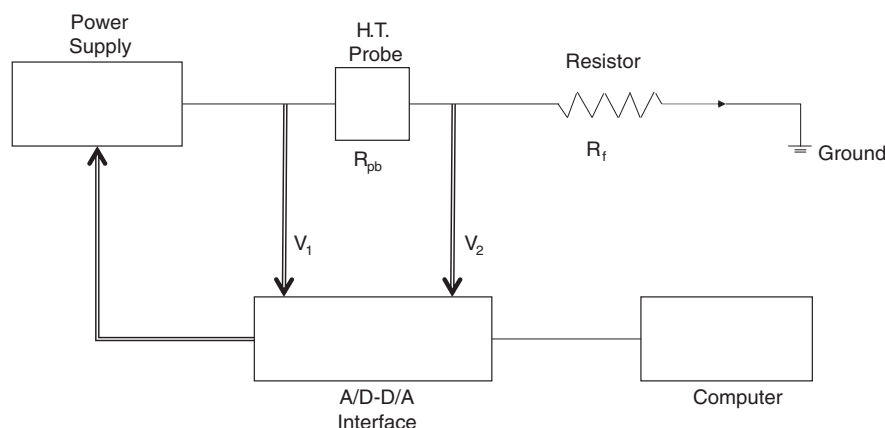 Power
Supply
H.T.
Probe
Resistor
R_pb
R_f
Ground
V_1
V_2
A/D-D/A
Interface
Computer